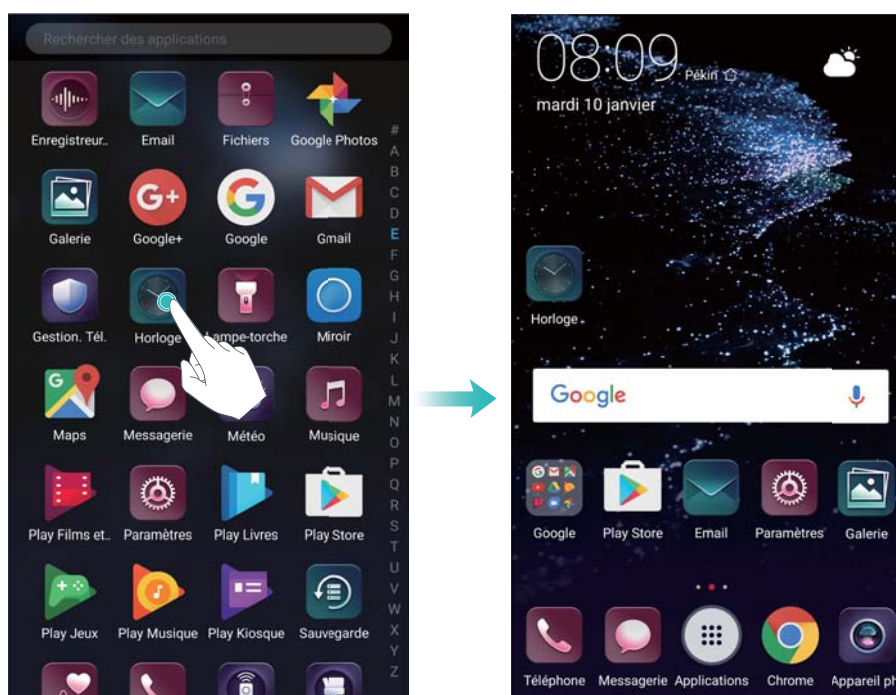 Rechercher des applications
Enregistreur..
Email
Fichiers
Google Photos
Galerie
G+
Google+
G
Google
Gmail
Gestion. Tél.
Horloge
Lampe-torche
Miroir
G
Maps
Messagerie
Météo
Musique
Play Films et..
Paramètres
Play Livres
Play Store
Play Jeux
Play Musique
Play Kiosque
Sauvegarde
#
A
B
C
D
E
F
G
H
I
J
K
L
M
N
O
P
Q
R
S
T
U
V
W
X
Y
Z
08:09
Pékin
mardi 10 janvier
Horloge
Google
Google
Play Store
Email
Paramètres
Galerie
Téléphone
Messagerie
Applications
Chrome
Appareil ph